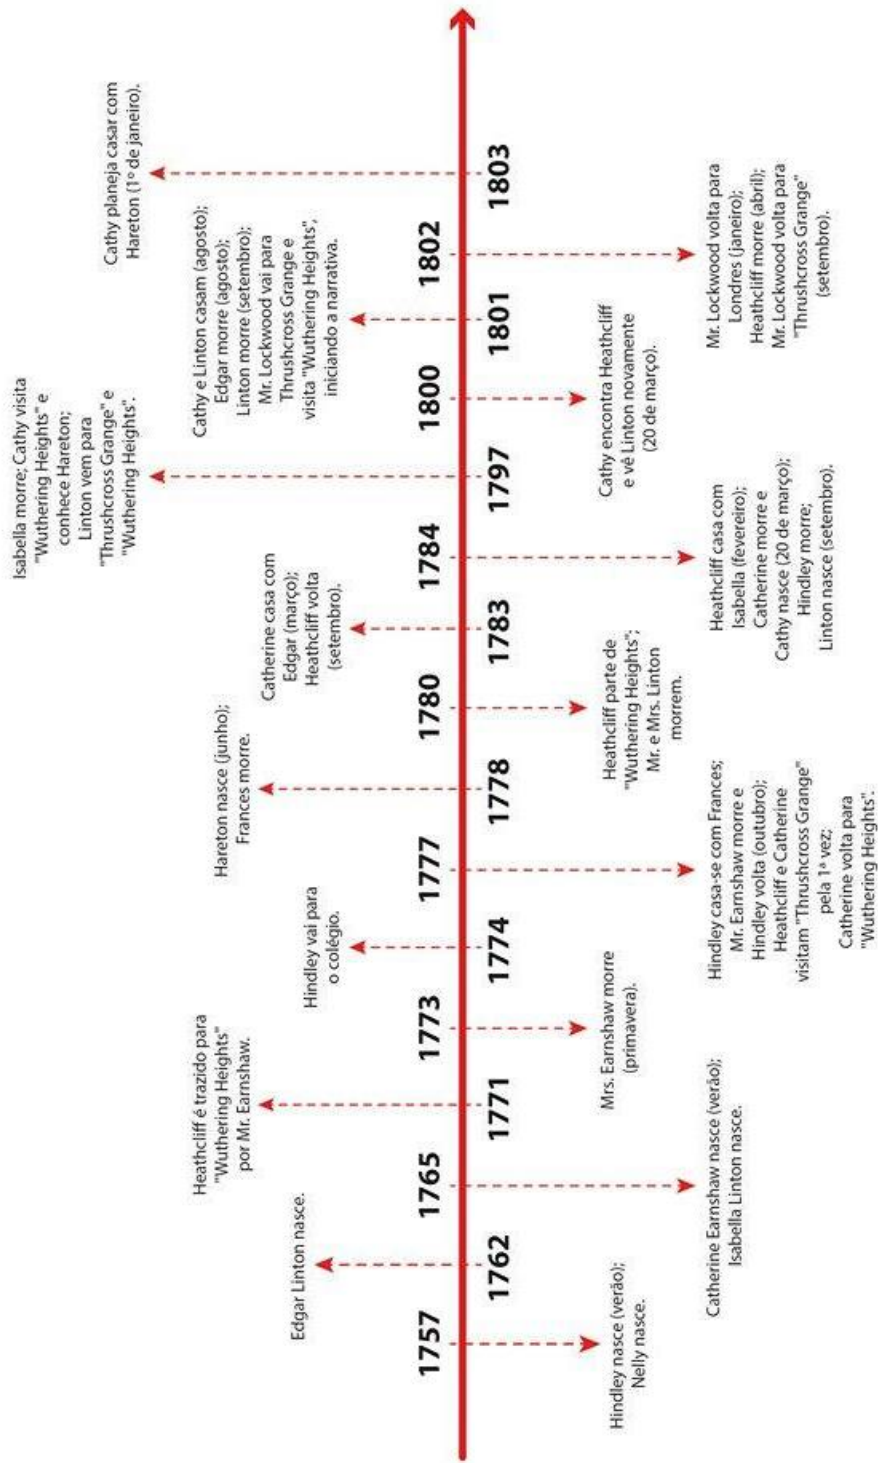 1757
Hindley nasce (verão);
Nelly nasce.
Edgar Linton nasce.
1762
1765
Catherine Earnshaw nasce (verão);
Isabella Linton nasce.
Heathcliff é trazido para
"Wuthering Heights"
por Mr. Earnshaw.
1771
1773
Mrs. Earnshaw morre
(primavera).
Hindley vai para
o colégio.
1774
1777
Hindley casa-se com Frances;
Mr. Earnshaw morre e
Hindley volta (outubro);
Heathcliff e Catherine
visitam "Thrushcross Grange"
pela 1ª vez;
Catherine volta para
"Wuthering Heights".
Hareton nasce (junho);
Frances morre.
1778
1780
Heathcliff parte de
"Wuthering Heights";
Mr. e Mrs. Linton
morrem.
Catherine casa com
Edgar (março);
Heathcliff volta
(setembro).
1783
1784
Heathcliff casa com
Isabella (fevereiro);
Catherine morre e
Cathy nasce (20 de março);
Hindley morre;
Linton nasce (setembro).
Isabella morre; Cathy visita
"Wuthering Heights" e
conhece Hareton;
Linton vem para
"Thrushcross Grange" e
"Wuthering Heights".
1797
1800
Cathy encontra Heathcliff
e vê Linton novamente
(20 de março).
Cathy e Linton casam (agosto);
Edgar morre (agosto);
Linton morre (setembro);
Mr. Lockwood vai para
Thrushcross Grange e
visita "Wuthering Heights",
iniciando a narrativa.
1801
1802
Mr. Lockwood volta para
Londres (janeiro);
Heathcliff morre (abril);
Mr. Lockwood volta para
"Thrushcross Grange"
(setembro).
Cathy planeja casar com
Hareton (1º de janeiro).
1803